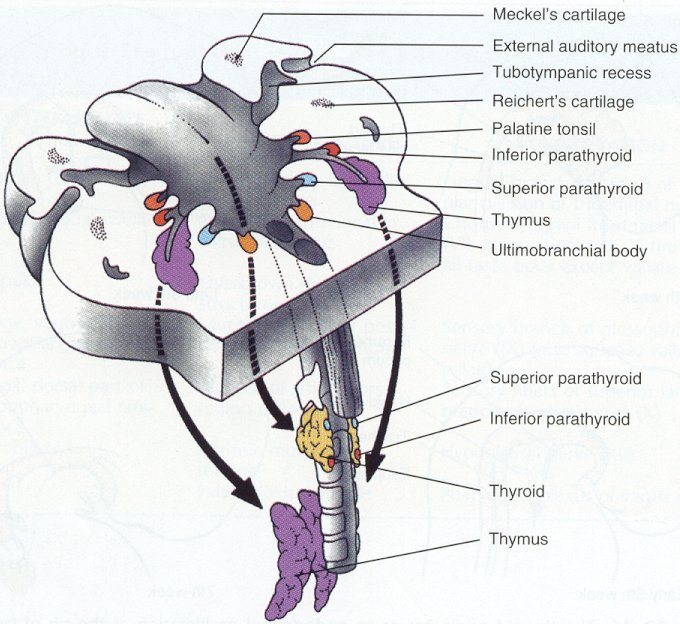 Meckel's cartilage
External auditory meatus
Tubotympanic recess
Reichert's cartilage
Palatine tonsil
Inferior parathyroid
Superior parathyroid
Thymus
Ultimobranchial body
Superior parathyroid
Inferior parathyroid
Thyroid
Thymus